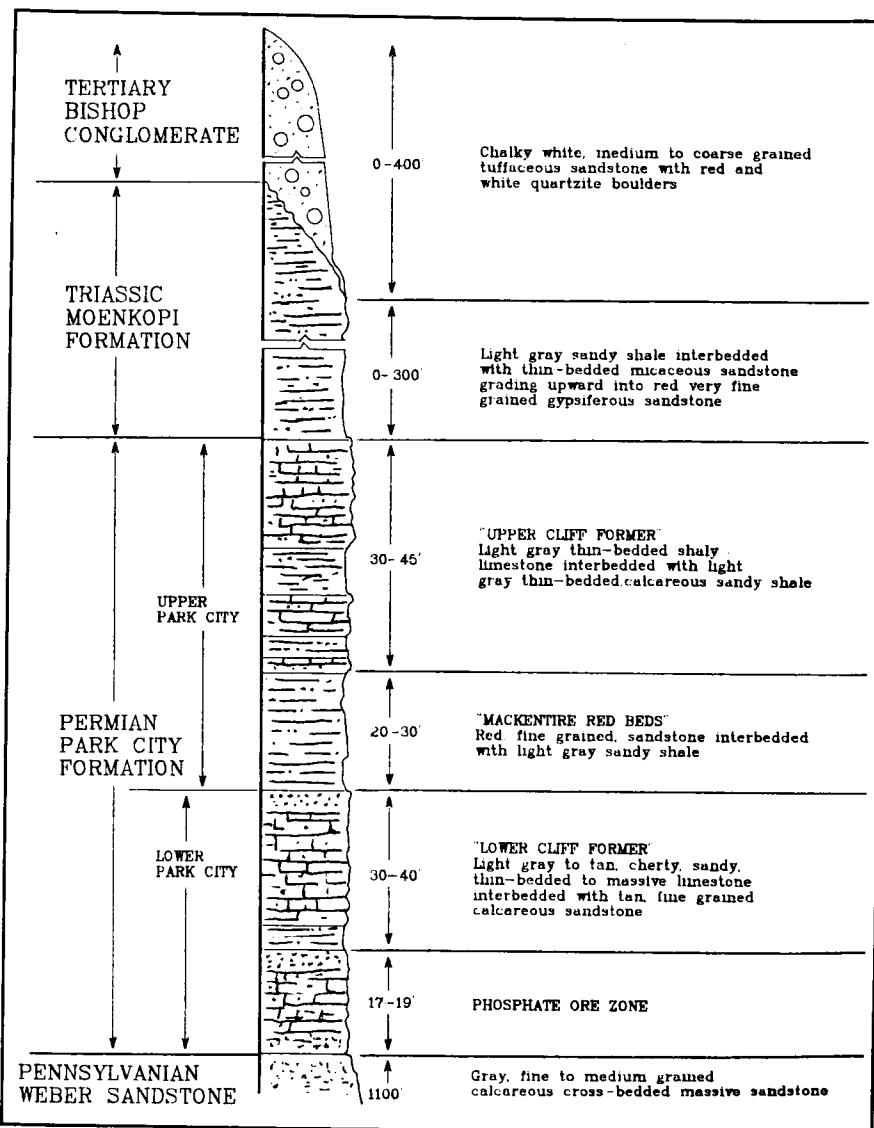 TERTIARY
BISHOP
CONGLOMERATE
0-400'
Chalky white, medium to coarse grained
tuffaceous sandstone with red and
white quartzite boulders
TRIASSIC
MOENKOPI
FORMATION
0-300'
Light gray sandy shale interbedded
with thin-bedded micaceous sandstone
grading upward into red very fine
grained gypsiferous sandstone
PERMIAN
PARK CITY
FORMATION
UPPER
PARK CITY
30-45'
"UPPER CLIFF FORMER"
Light gray thin-bedded shaly
limestone interbedded with light
gray thin-bedded calcareous sandy shale
20-30'
"MACKENTIRE RED BEDS"
Red fine grained, sandstone interbedded
with light gray sandy shale
LOWER
PARK CITY
30-40'
"LOWER CLIFF FORMER"
Light gray to tan, cherty, sandy,
thin-bedded to massive limestone
interbedded with tan, fine grained
calcareous sandstone
17-19'
PHOSPHATE ORE ZONE
PENNSYLVANIAN
WEBER SANDSTONE
1100'
Gray, fine to medium grained
calcareous cross-bedded massive sandstone